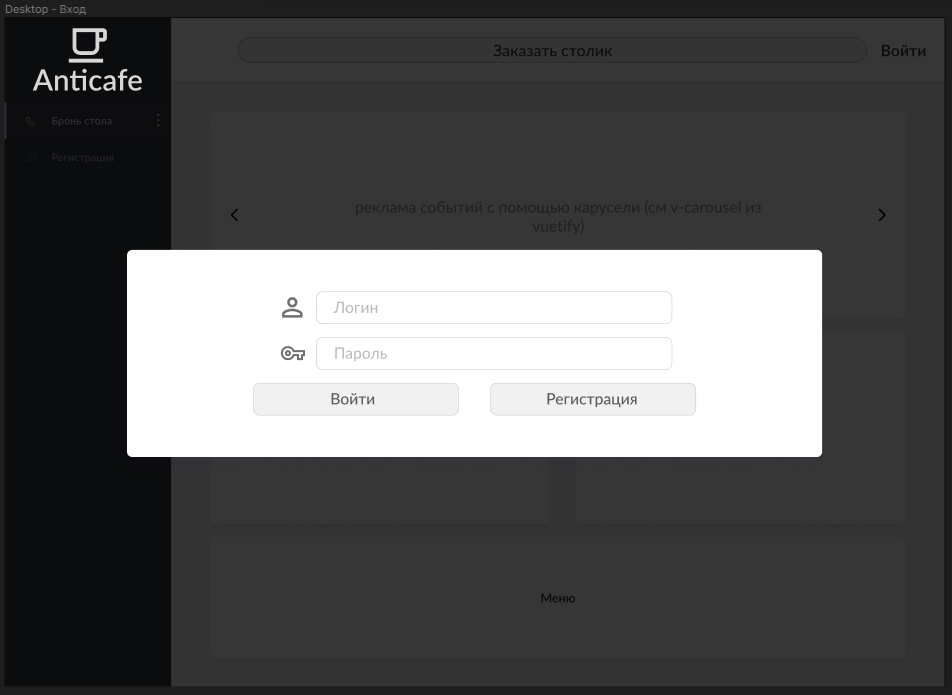 Desktop - Вход
Anticafe
Заказать столик
Войти
Бронь стола
Регистрация
реклама событий с помощью карусели (см v-carousel из
vuetify)
Логин
Пароль
Войти
Регистрация
Меню